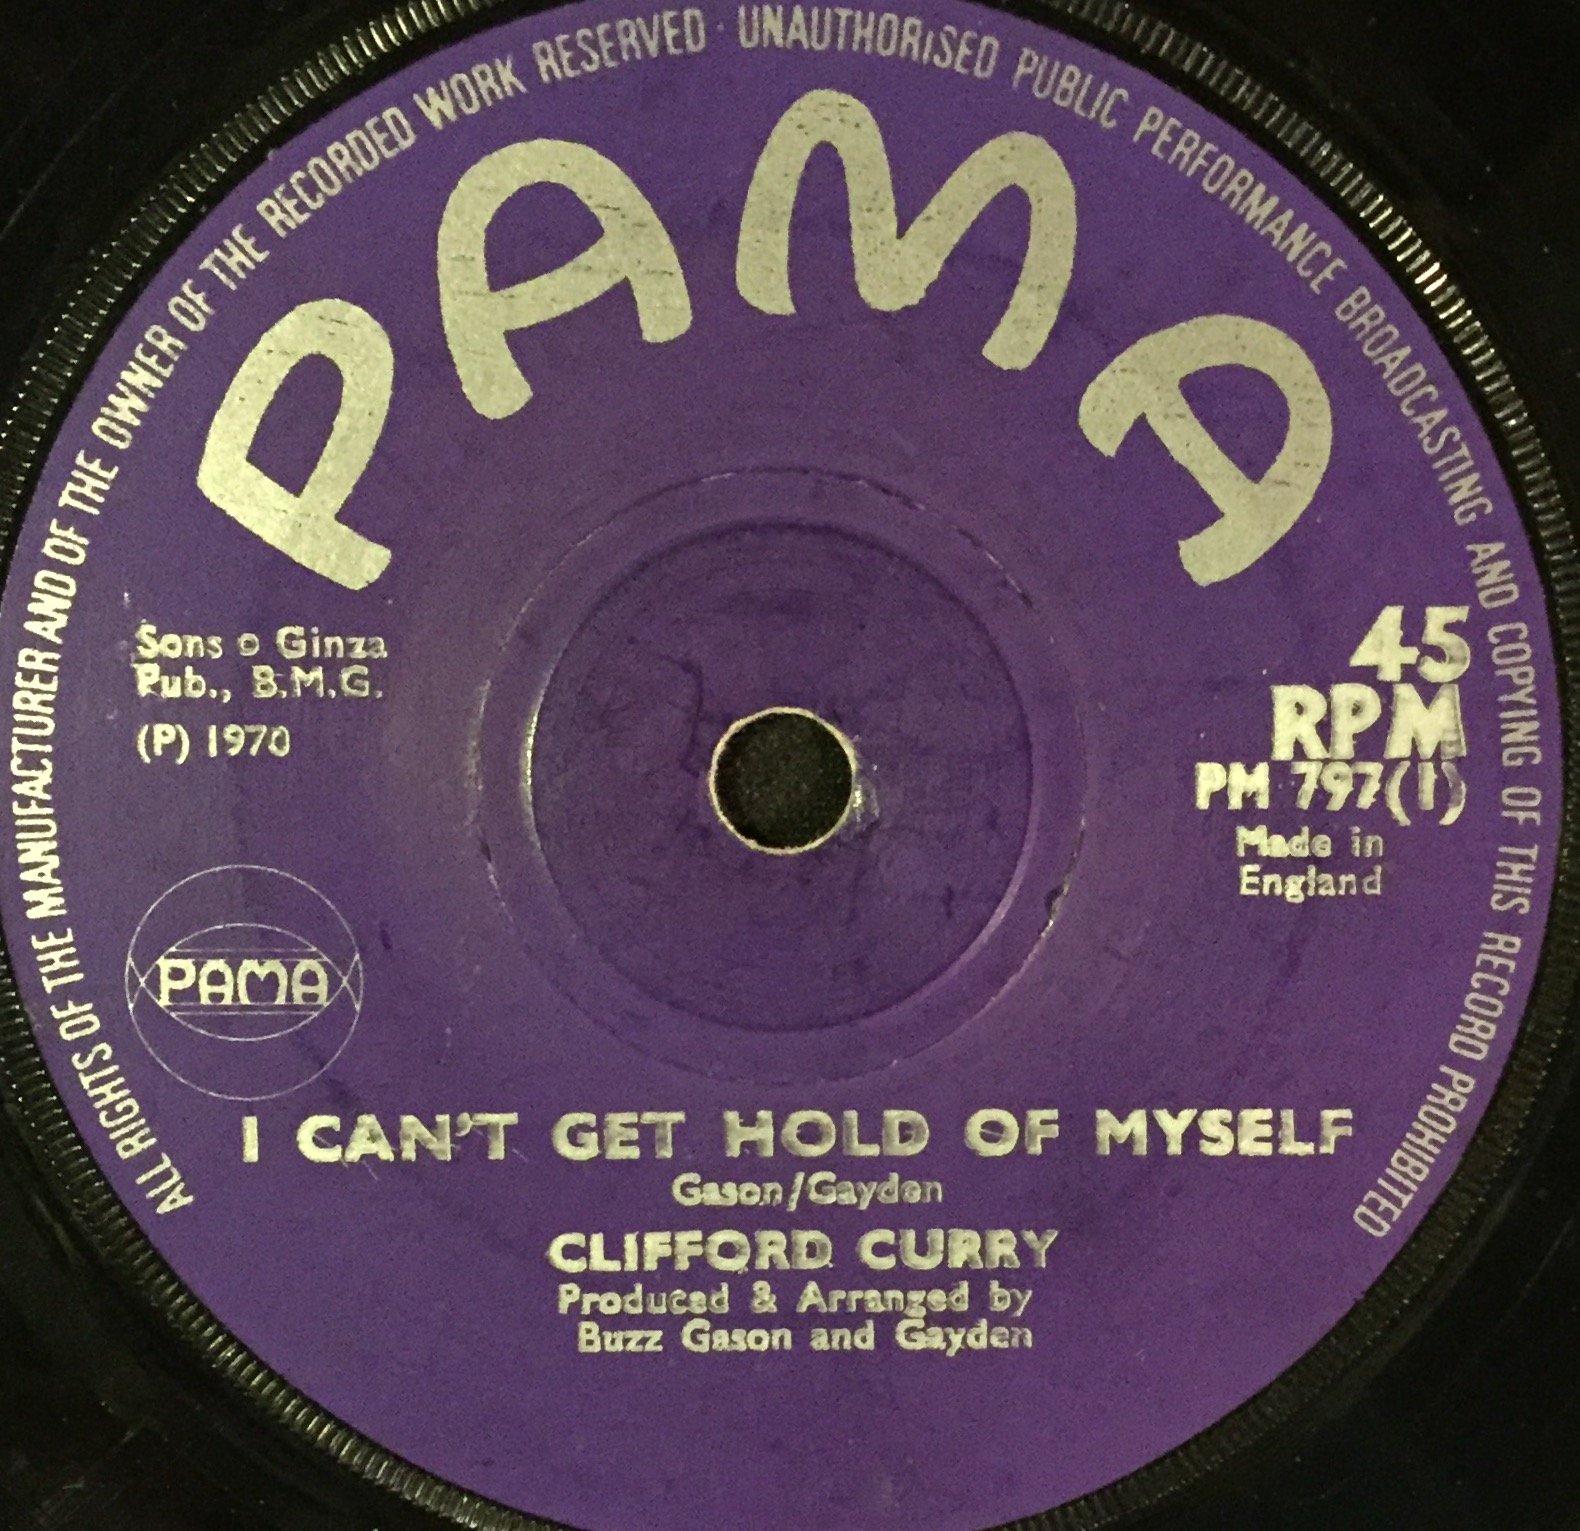 ALL RIGHTS OF THE MANUFACTURER AND OF THE OWNER OF THE RECORDED WORK RESERVED · UNAUTHORISED PUBLIC PERFORMANCE BROADCASTING AND COPYING OF THIS RECORD PROHIBITED
PAMA
Sons o Ginza
Pub., B.M.G.
(P) 1970
45
RPM
PM 797(1)
Made in
England
PAMA
I CAN'T GET HOLD OF MYSELF
Gason/Gayden
CLIFFORD CURRY
Produced & Arranged by
Buzz Gason and Gayden